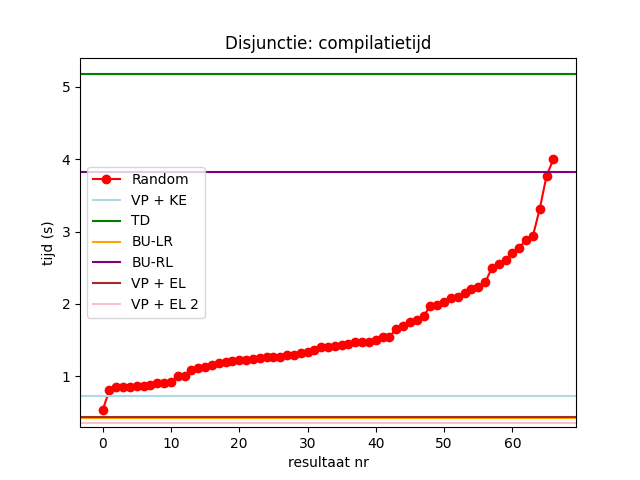 Disjunctie: compilatietijd
tijd (s)
5
4
3
2
1
Random
VP + KE
TD
BU-LR
BU-RL
VP + EL
VP + EL 2
0 10 20 30 40 50 60
resultaat nr